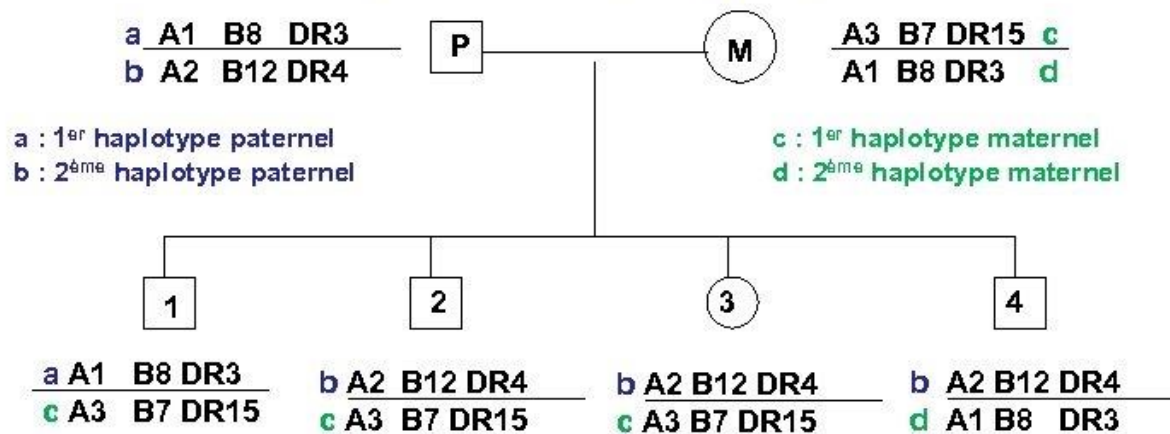 a A1 B8 DR3
b A2 B12 DR4
P
M
A3 B7 DR15 c
A1 B8 DR3 d
a : 1er haplotype paternel
b : 2ème haplotype paternel
c : 1er haplotype maternel
d : 2ème haplotype maternel
1
2
3
4
a A1 B8 DR3
c A3 B7 DR15
b A2 B12 DR4
c A3 B7 DR15
b A2 B12 DR4
c A3 B7 DR15
b A2 B12 DR4
d A1 B8 DR3